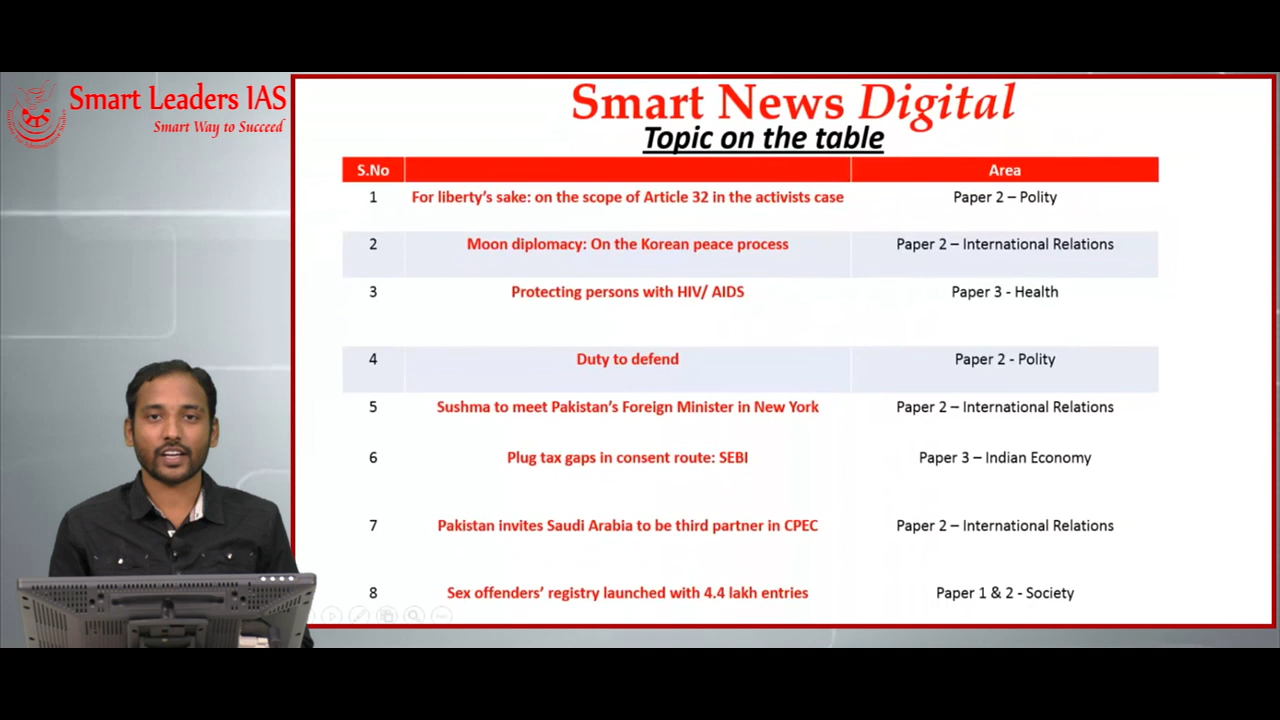 Smart Leaders IAS
Smart Way to Succeed
Smart News Digital
Topic on the table
S.No Area
1 For liberty's sake: on the scope of Article 32 in the activists case Paper 2 – Polity
2 Moon diplomacy: On the Korean peace process Paper 2 – International Relations
3 Protecting persons with HIV/ AIDS Paper 3 - Health
4 Duty to defend Paper 2 - Polity
5 Sushma to meet Pakistan's Foreign Minister in New York Paper 2 – International Relations
6 Plug tax gaps in consent route: SEBI Paper 3 – Indian Economy
7 Pakistan invites Saudi Arabia to be third partner in CPEC Paper 2 – International Relations
8 Sex offenders' registry launched with 4.4 lakh entries Paper 1 & 2 - Society